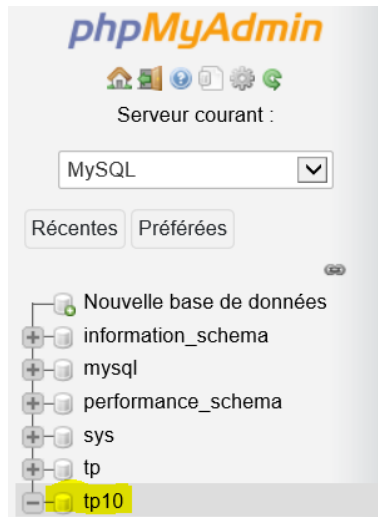 phpMyAdmin
Serveur courant :
MySQL
Récentes Préférées
Nouvelle base de données
information_schema
mysql
performance_schema
sys
tp
tp10